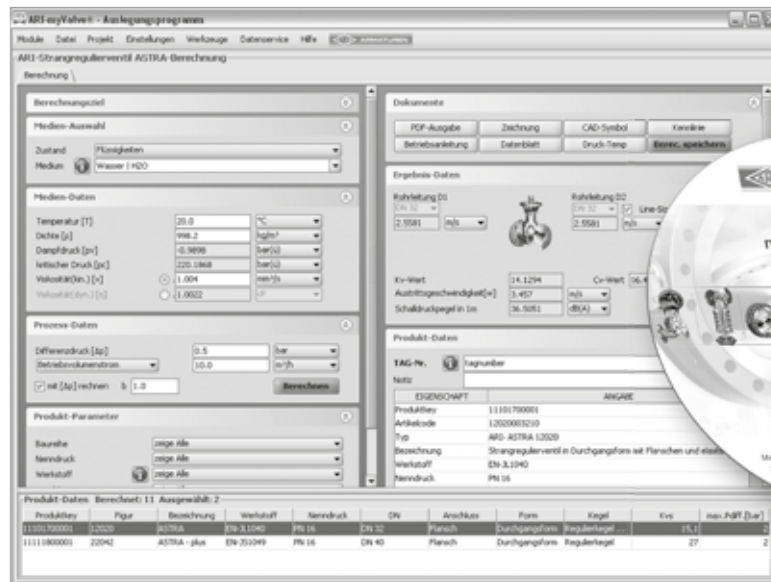 ARI-myValve® - Auslegungsprogramm
Module Datei Projekt Einstellungen Werkzeuge Datenservice Hilfe
ARI-Strangregulierventil ASTRA-Berechnung
Berechnung
Berechnungsziel
Medien-Auswahl
Zustand Flüssigkeiten
Medium Wasser | H2O
Medien-Daten
Temperatur [T] 20.0 °C
Dichte [ρ] 998.2 kg/m³
Dampfdruck [pv] -0.9898 bar(ü)
kritischer Druck [pc] 220.1868 bar(ü)
Viskosität(kin.) [ν] 1.004 mm²/s
Viskosität(dyn.) [η] 1.0022 cP
Prozess-Daten
Differenzdruck [Δp] 0.5 bar
Betriebsvolumenstrom 10.0 m³/h
mit [Δp] rechnen b 1.0 Berechnen
Produkt-Parameter
Baureihe zeige Alle
Nenndruck zeige Alle
Werkstoff zeige Alle
Dokumente
PDF-Ausgabe Zeichnung CAD-Symbol Kennlinie
Betriebsanleitung Datenblatt Druck-Temp Berec. speichern
Ergebnis-Daten
Rohrleitung D1 Rohrleitung D2
DN 32 DN 32
2.5581 m/s 2.5581 m/s
Kv-Wert 14.1294 Cv-Wert
Austrittsgeschwindigkeit[w] 3.457 m/s
Schalldruckpegel in 1m 36.5051 dB(A)
Produkt-Daten
TAG-Nr. tagnumber
Notiz
EIGENSCHAFT ANGABE
Produktkey 11101700001
Artikelcode 12020003210
Typ ARI- ASTRA 12020
Bezeichnung Strangregulierventil in Durchgangsform mit Flanschen und
Werkstoff EN-JL1040
Nenndruck PN 16
Produkt-Daten Berechnet: 11 Ausgewählt: 2
Produktkey Figur Bezeichnung Werkstoff Nenndruck DN Anschluss Form Kegel Kvs max.Pdiff.[bar]
11101700001 12020 ASTRA EN-JL1040 PN 16 DN 32 Flansch Durchgangsform Regulierkegel ... 15,1 2
11111800001 22042 ASTRA - plus EN-JS1049 PN 16 DN 40 Flansch Durchgangsform Regulierkegel 27 2